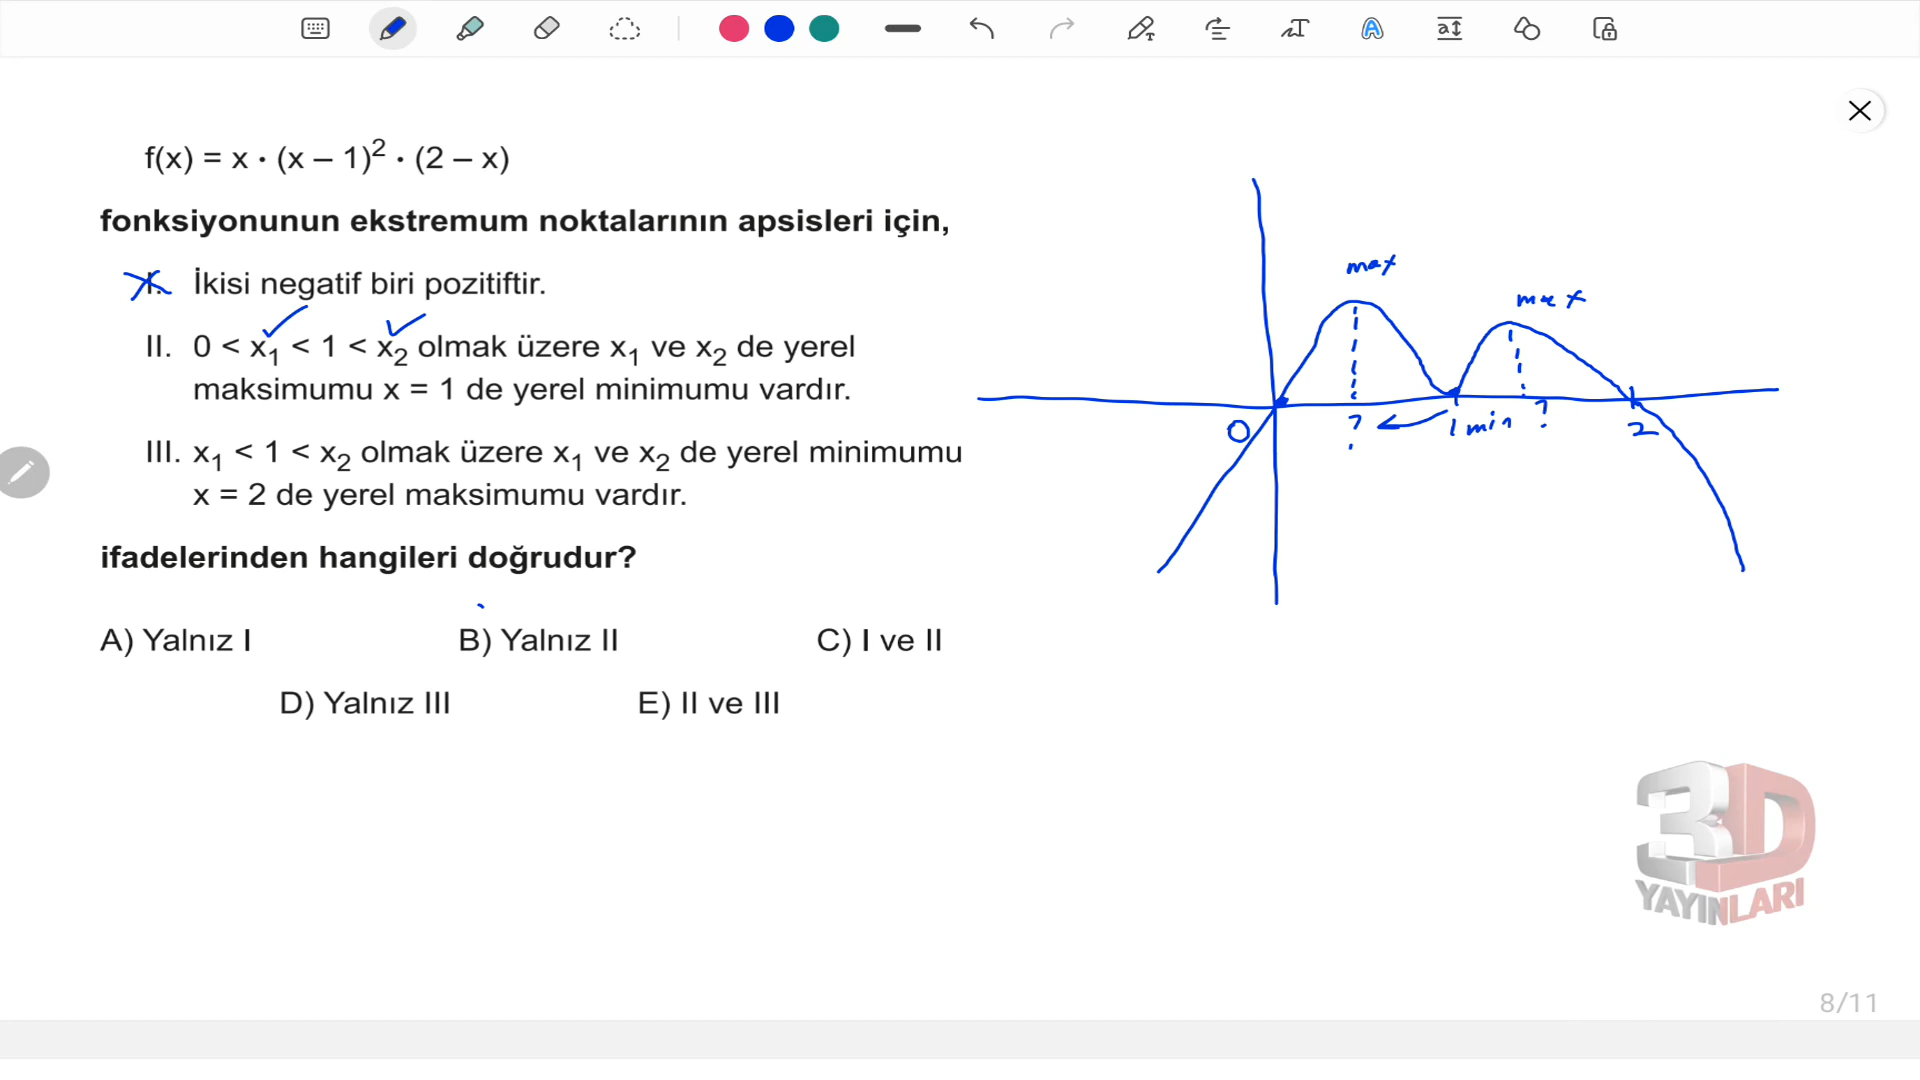 f(x) = x · (x – 1)² · (2 – x)
fonksiyonunun ekstremum noktalarının apsisleri için,
I. İkisi negatif biri pozitiftir.
II. 0 < x₁ < 1 < x₂ olmak üzere x₁ ve x₂ de yerel
maksimumu x = 1 de yerel minimumu vardır.
III. x₁ < 1 < x₂ olmak üzere x₁ ve x₂ de yerel minimumu
x = 2 de yerel maksimumu vardır.
ifadelerinden hangileri doğrudur?
A) Yalnız I B) Yalnız II C) I ve II
D) Yalnız III E) II ve III
max
max
0 ? 1 min ? 2
3D
YAYINLARI
8/11